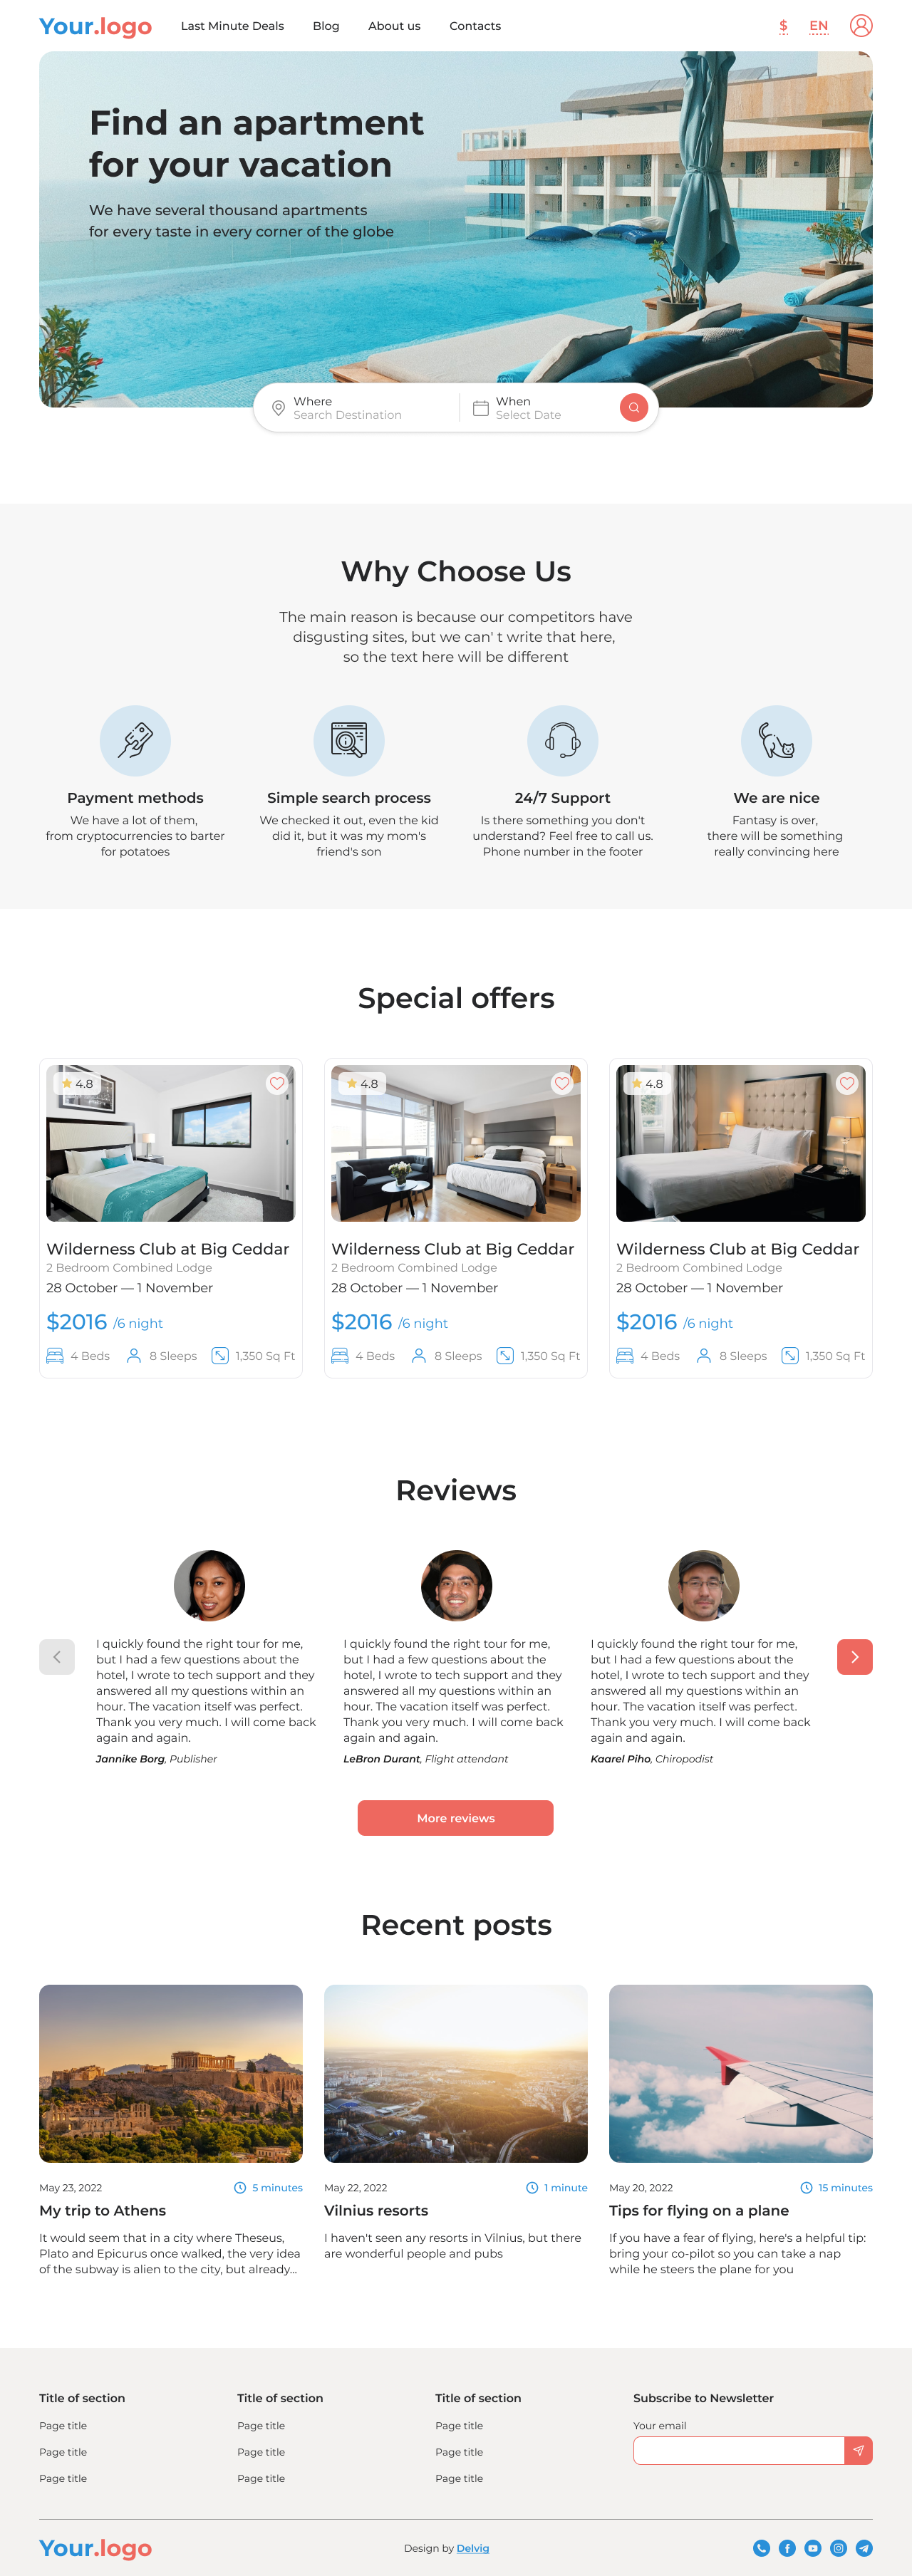 Your.logo
Last Minute Deals
Blog
About us
Contacts
$
EN
Find an apartment
for your vacation
We have several thousand apartments
for every taste in every corner of the globe
Where
Search Destination
When
Select Date
Why Choose Us
The main reason is because our competitors have
disgusting sites, but we can' t write that here,
so the text here will be different
Payment methods
We have a lot of them,
from cryptocurrencies to barter
for potatoes
Simple search process
We checked it out, even the kid
did it, but it was my mom's
friend's son
24/7 Support
Is there something you don't
understand? Feel free to call us.
Phone number in the footer
We are nice
Fantasy is over,
there will be something
really convincing here
Special offers
4.8
Wilderness Club at Big Ceddar
2 Bedroom Combined Lodge
28 October — 1 November
$2016 /6 night
4 Beds
8 Sleeps
1,350 Sq Ft
4.8
Wilderness Club at Big Ceddar
2 Bedroom Combined Lodge
28 October — 1 November
$2016 /6 night
4 Beds
8 Sleeps
1,350 Sq Ft
4.8
Wilderness Club at Big Ceddar
2 Bedroom Combined Lodge
28 October — 1 November
$2016 /6 night
4 Beds
8 Sleeps
1,350 Sq Ft
Reviews
I quickly found the right tour for me,
but I had a few questions about the
hotel, I wrote to tech support and they
answered all my questions within an
hour. The vacation itself was perfect.
Thank you very much. I will come back
again and again.
Jannike Borg, Publisher
I quickly found the right tour for me,
but I had a few questions about the
hotel, I wrote to tech support and they
answered all my questions within an
hour. The vacation itself was perfect.
Thank you very much. I will come back
again and again.
LeBron Durant, Flight attendant
I quickly found the right tour for me,
but I had a few questions about the
hotel, I wrote to tech support and they
answered all my questions within an
hour. The vacation itself was perfect.
Thank you very much. I will come back
again and again.
Kaarel Piho, Chiropodist
More reviews
Recent posts
May 23, 2022
5 minutes
My trip to Athens
It would seem that in a city where Theseus,
Plato and Epicurus once walked, the very idea
of the subway is alien to the city, but already...
May 22, 2022
1 minute
Vilnius resorts
I haven't seen any resorts in Vilnius, but there
are wonderful people and pubs
May 20, 2022
15 minutes
Tips for flying on a plane
If you have a fear of flying, here's a helpful tip:
bring your co-pilot so you can take a nap
while he steers the plane for you
Title of section
Page title
Page title
Page title
Title of section
Page title
Page title
Page title
Title of section
Page title
Page title
Page title
Subscribe to Newsletter
Your email
Your.logo
Design by Delvig